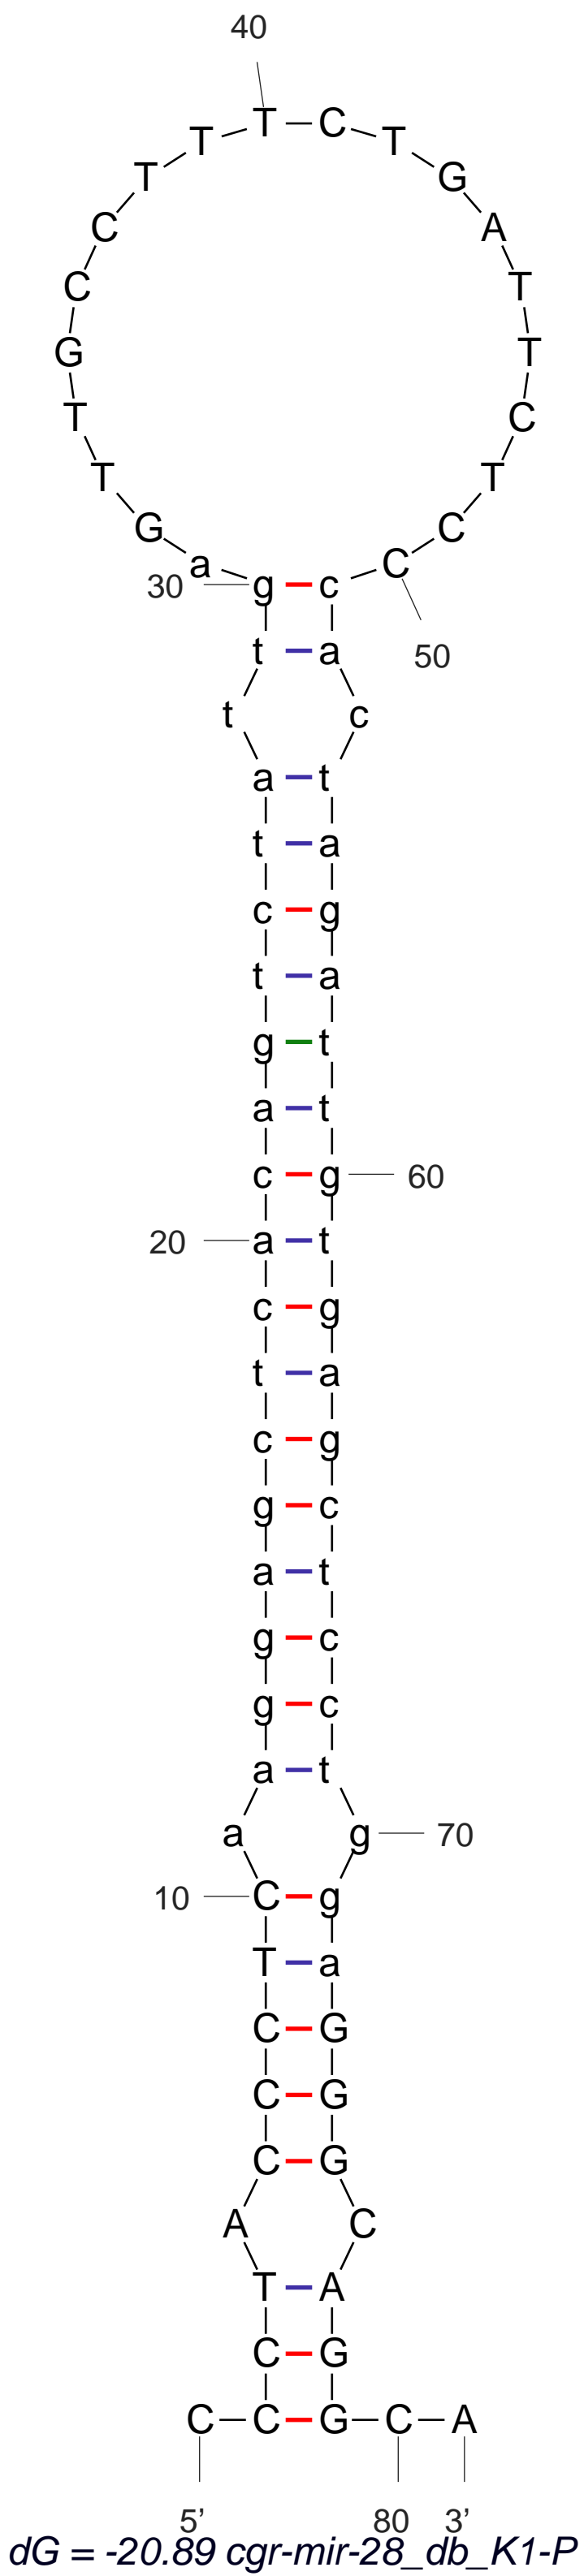 40
T T T C T
C G
C A
G T
T T
T C
G T
a C
30 g c C
t a 50
t c
a t
t a
c g
t a
g t
a t
c g 60
20 a t
c g
t a
c g
g c
a t
g c
g c
a t
a g 70
10 C g
T a
C G
C G
C G
A C
T A
C G
C C G C A
5’ 80 3’
dG = -20.89 cgr-mir-28_db_K1-P